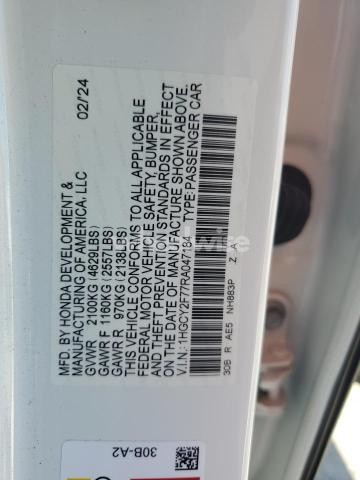 MFD. BY HONDA DEVELOPMENT & 02/'24
MANUFACTURING OF AMERICA, LLC
GVWR 2100KG (4629LBS)
GAWR F 1160KG (2557LBS)
GAWR R 970KG (2138LBS)
THIS VEHICLE CONFORMS TO ALL APPLICABLE
FEDERAL MOTOR VEHICLE SAFETY, BUMPER,
AND THEFT PREVENTION STANDARDS IN EFFECT
ON THE DATE OF MANUFACTURE SHOWN ABOVE.
V.I.N.: 1HGCY2F77RA047184 TYPE: PASSENGER CAR
30B R AE5 NH883P Z A
30B-A2